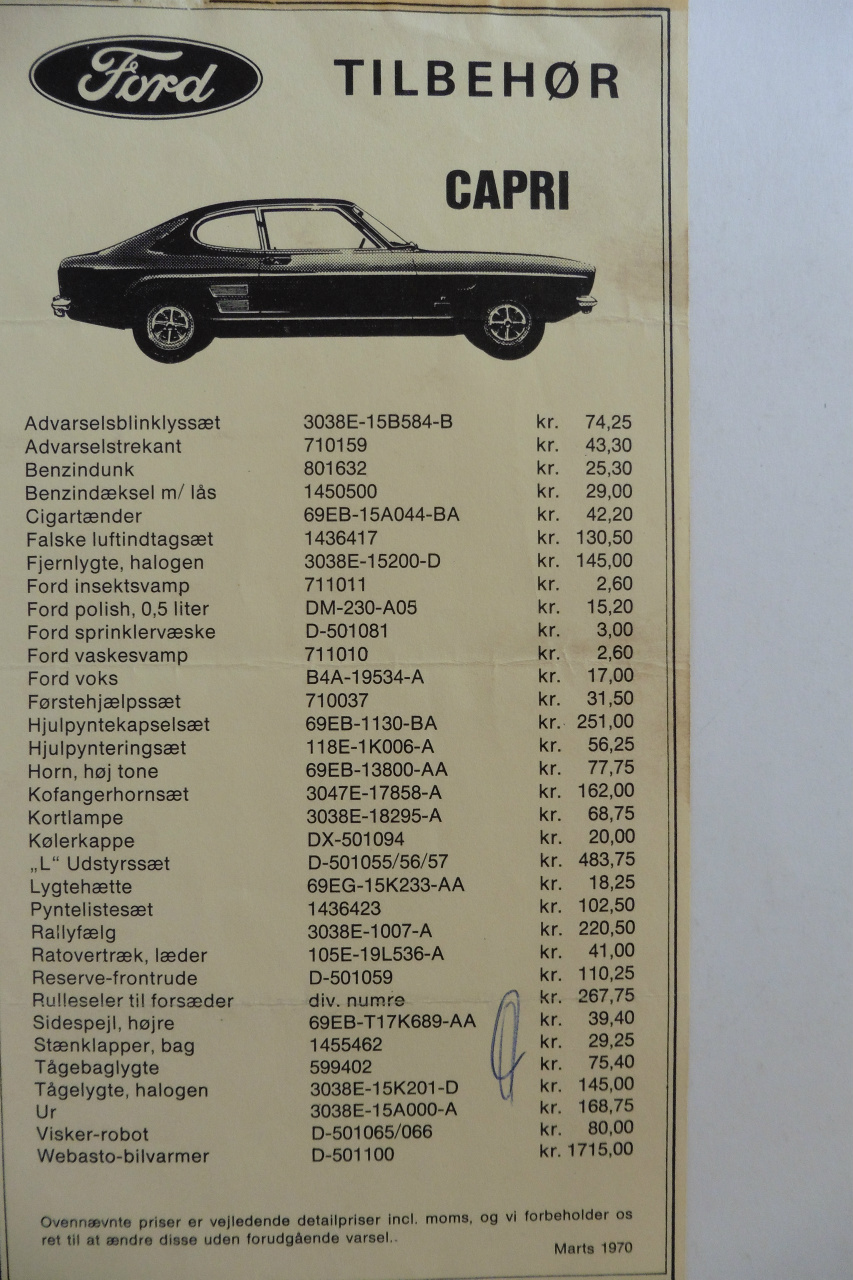 Ford TILBEHØR
CAPRI
Advarselsblinklyssæt 3038E-15B584-B kr. 74,25
Advarselstrekant 710159 kr. 43,30
Benzindunk 801632 kr. 25,30
Benzindæksel m/ lås 1450500 kr. 29,00
Cigartænder 69EB-15A044-BA kr. 42,20
Falske luftindtagsæt 1436417 kr. 130,50
Fjernlygte, halogen 3038E-15200-D kr. 145,00
Ford insektsvamp 711011 kr. 2,60
Ford polish, 0,5 liter DM-230-A05 kr. 15,20
Ford sprinklervæske D-501081 kr. 3,00
Ford vaskesvamp 711010 kr. 2,60
Ford voks B4A-19534-A kr. 17,00
Førstehjælpssæt 710037 kr. 31,50
Hjulpyntekapselsæt 69EB-1130-BA kr. 251,00
Hjulpynteringsæt 118E-1K006-A kr. 56,25
Horn, høj tone 69EB-13800-AA kr. 77,75
Kofangerhornsæt 3047E-17858-A kr. 162,00
Kortlampe 3038E-18295-A kr. 68,75
Kølerkappe DX-501094 kr. 20,00
„L“ Udstyrssæt D-501055/56/57 kr. 483,75
Lygtehætte 69EG-15K233-AA kr. 18,25
Pyntelistesæt 1436423 kr. 102,50
Rallyfælg 3038E-1007-A kr. 220,50
Ratovertræk, læder 105E-19L536-A kr. 41,00
Reserve-frontrude D-501059 kr. 110,25
Rulleseler til forsæder div. numre kr. 267,75
Sidespejl, højre 69EB-T17K689-AA kr. 39,40
Stænklapper, bag 1455462 kr. 29,25
Tågebaglygte 599402 kr. 75,40
Tågelygte, halogen 3038E-15K201-D kr. 145,00
Ur 3038E-15A000-A kr. 168,75
Visker-robot D-501065/066 kr. 80,00
Webasto-bilvarmer D-501100 kr. 1715,00
Ovennævnte priser er vejledende detailpriser incl. moms, og vi forbeholder os
ret til at ændre disse uden forudgående varsel..
Marts 1970